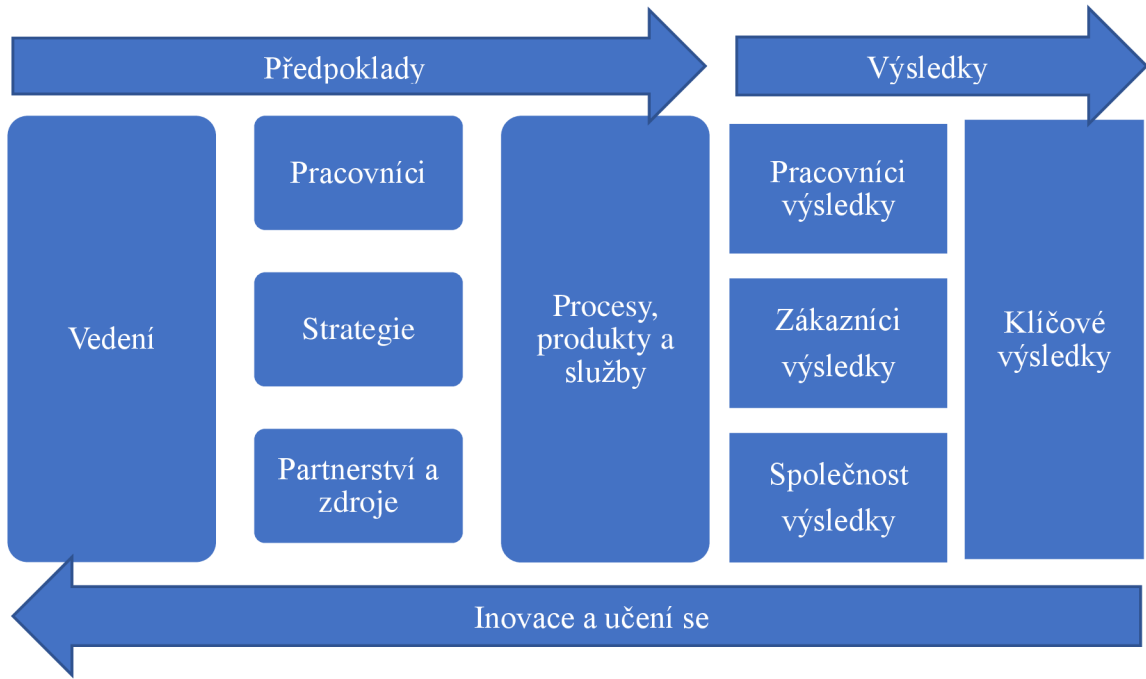 Předpoklady
Výsledky
Vedení
Pracovníci
Strategie
Partnerství a
zdroje
Procesy,
produkty a
služby
Pracovníci
výsledky
Zákazníci
výsledky
Společnost
výsledky
Klíčové
výsledky
Inovace a učení se